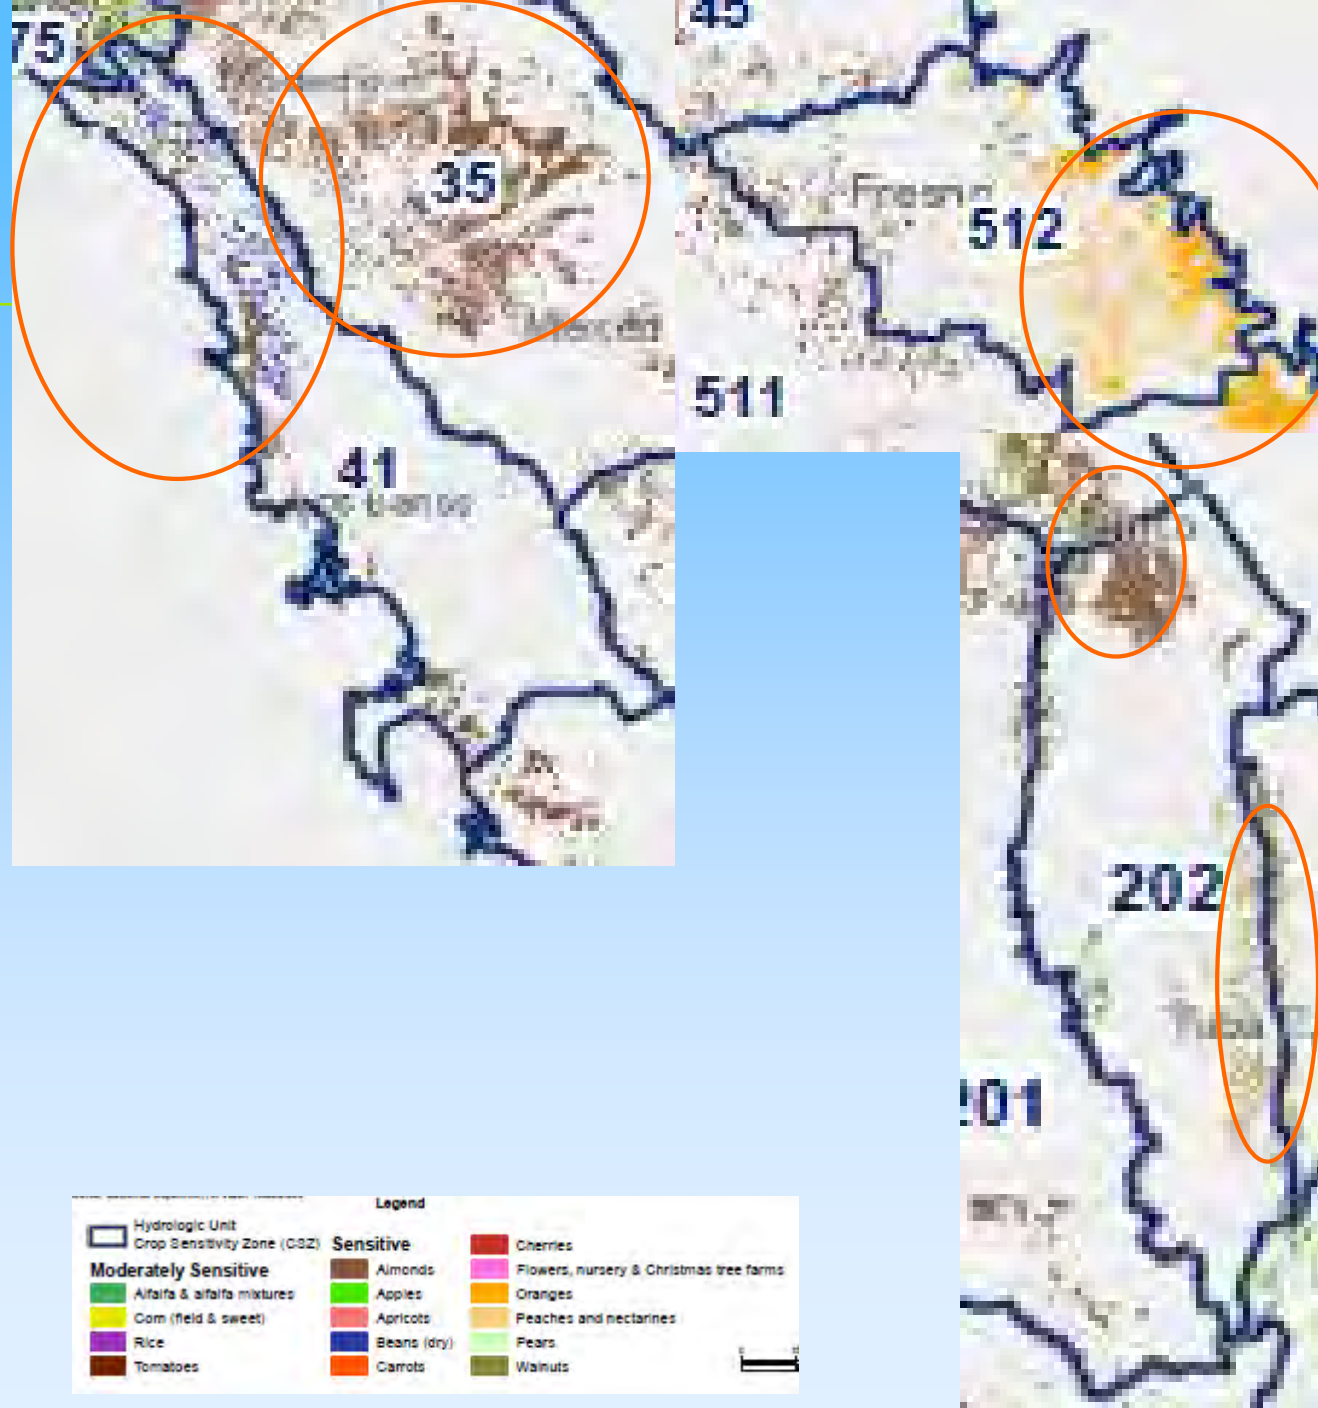 75
35
Merced
41
45
Fresno
512
511
202
201
Legend
Hydrologic Unit
Crop Sensitivity Zone (CSZ)
Moderately Sensitive
Alfalfa & alfalfa mixtures
Corn (field & sweet)
Rice
Tomatoes
Sensitive
Almonds
Apples
Apricots
Beans (dry)
Carrots
Cherries
Flowers, nursery & Christmas tree farms
Oranges
Peaches and nectarines
Pears
Walnuts